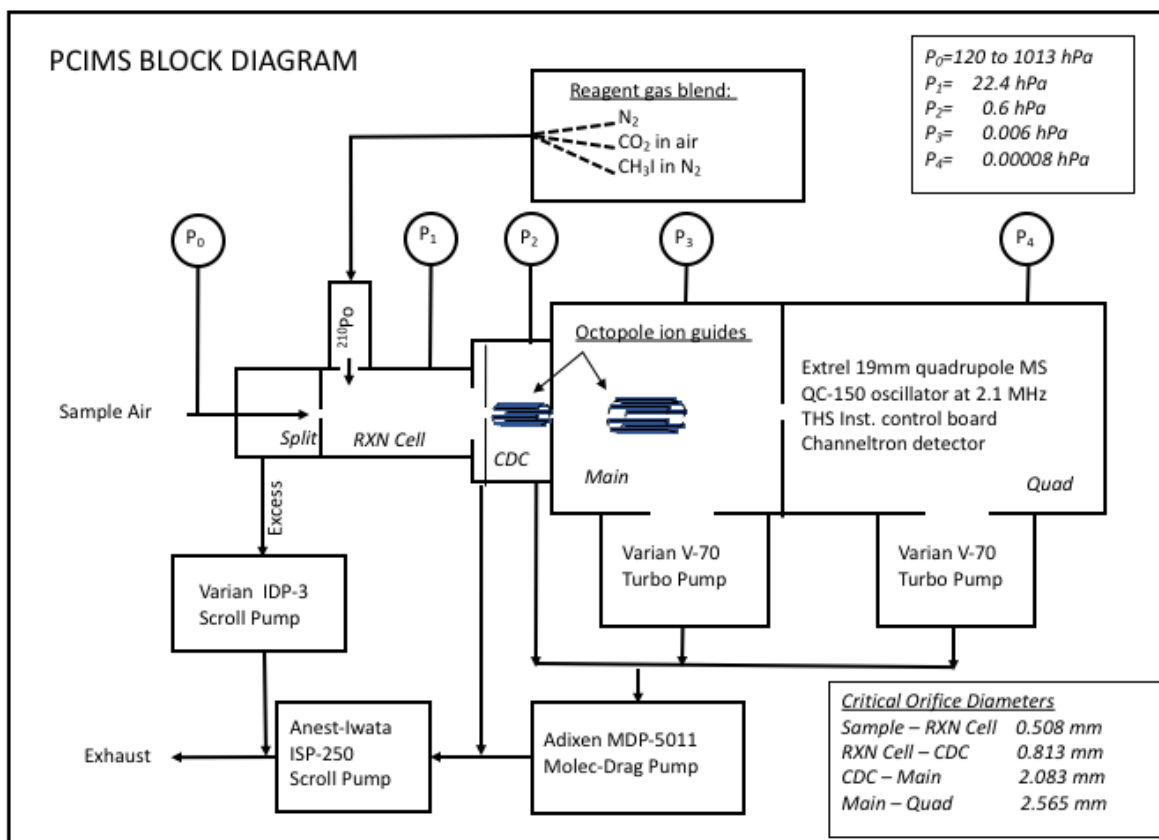 PCIMS BLOCK DIAGRAM
Reagent gas blend:
N₂
CO₂ in air
CH₃I in N₂
P₀=120 to 1013 hPa
P₁= 22.4 hPa
P₂= 0.6 hPa
P₃= 0.006 hPa
P₄= 0.00008 hPa
P₀
P₁
P₂
P₃
P₄
²¹⁰Po
Octopole ion guides
Extrel 19mm quadrupole MS
QC-150 oscillator at 2.1 MHz
THS Inst. control board
Channeltron detector
Sample Air
Split
RXN Cell
CDC
Main
Quad
Excess
Varian IDP-3
Scroll Pump
Varian V-70
Turbo Pump
Varian V-70
Turbo Pump
Exhaust
Anest-Iwata
ISP-250
Scroll Pump
Adixen MDP-5011
Molec-Drag Pump
Critical Orifice Diameters
Sample – RXN Cell 0.508 mm
RXN Cell – CDC 0.813 mm
CDC – Main 2.083 mm
Main – Quad 2.565 mm